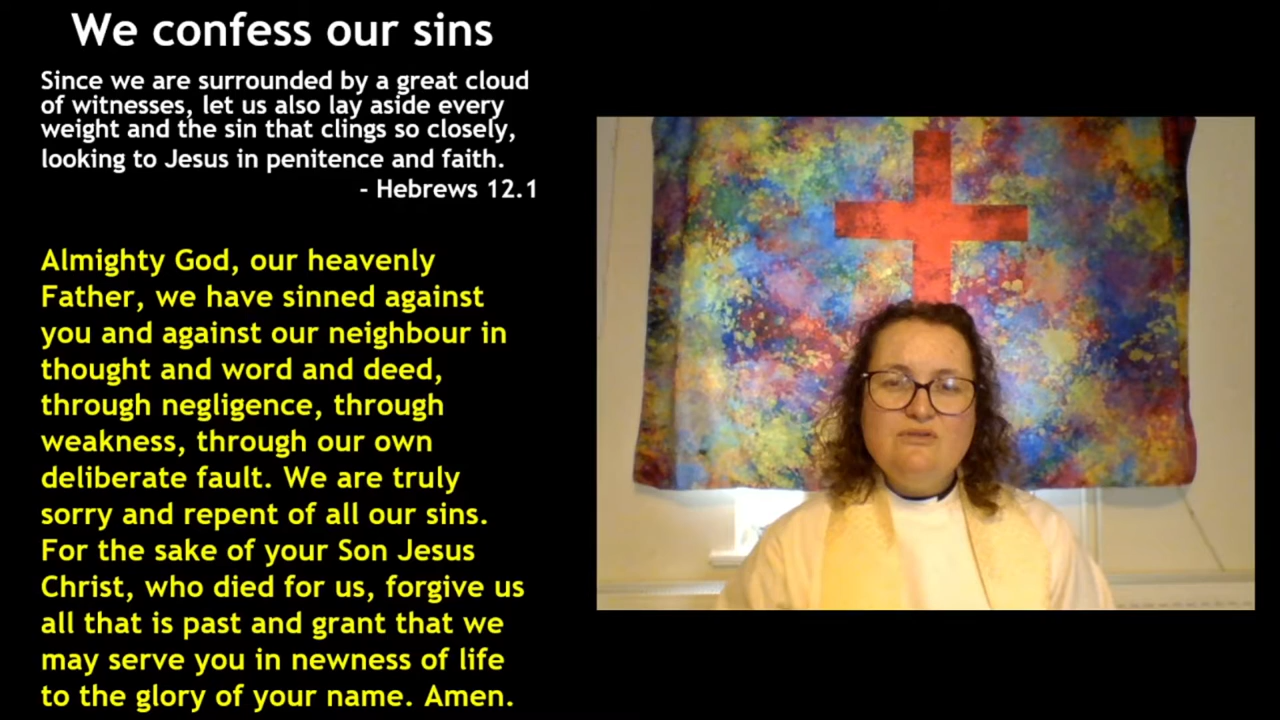 We confess our sins
Since we are surrounded by a great cloud
of witnesses, let us also lay aside every
weight and the sin that clings so closely,
looking to Jesus in penitence and faith.
- Hebrews 12.1
Almighty God, our heavenly
Father, we have sinned against
you and against our neighbour in
thought and word and deed,
through negligence, through
weakness, through our own
deliberate fault. We are truly
sorry and repent of all our sins.
For the sake of your Son Jesus
Christ, who died for us, forgive us
all that is past and grant that we
may serve you in newness of life
to the glory of your name. Amen.